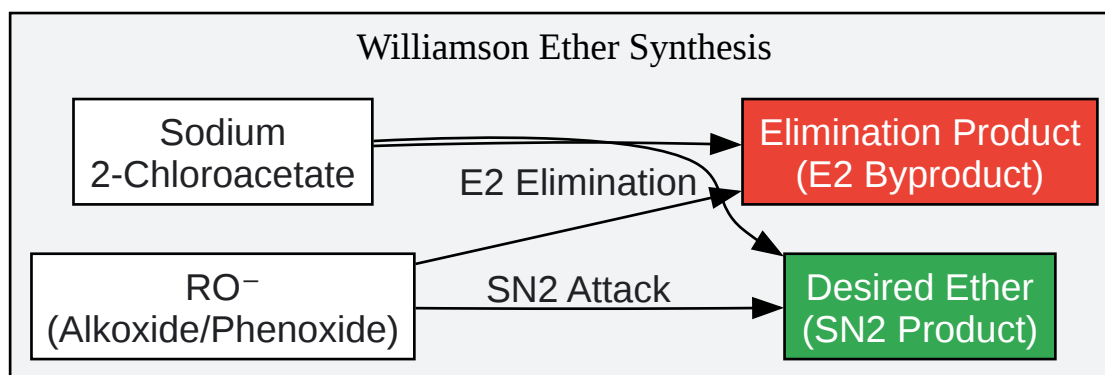 Williamson Ether Synthesis
Sodium
2-Chloroacetate
Elimination Product
(E2 Byproduct)
E2 Elimination
RO⁻
(Alkoxide/Phenoxide)
SN2 Attack
Desired Ether
(SN2 Product)